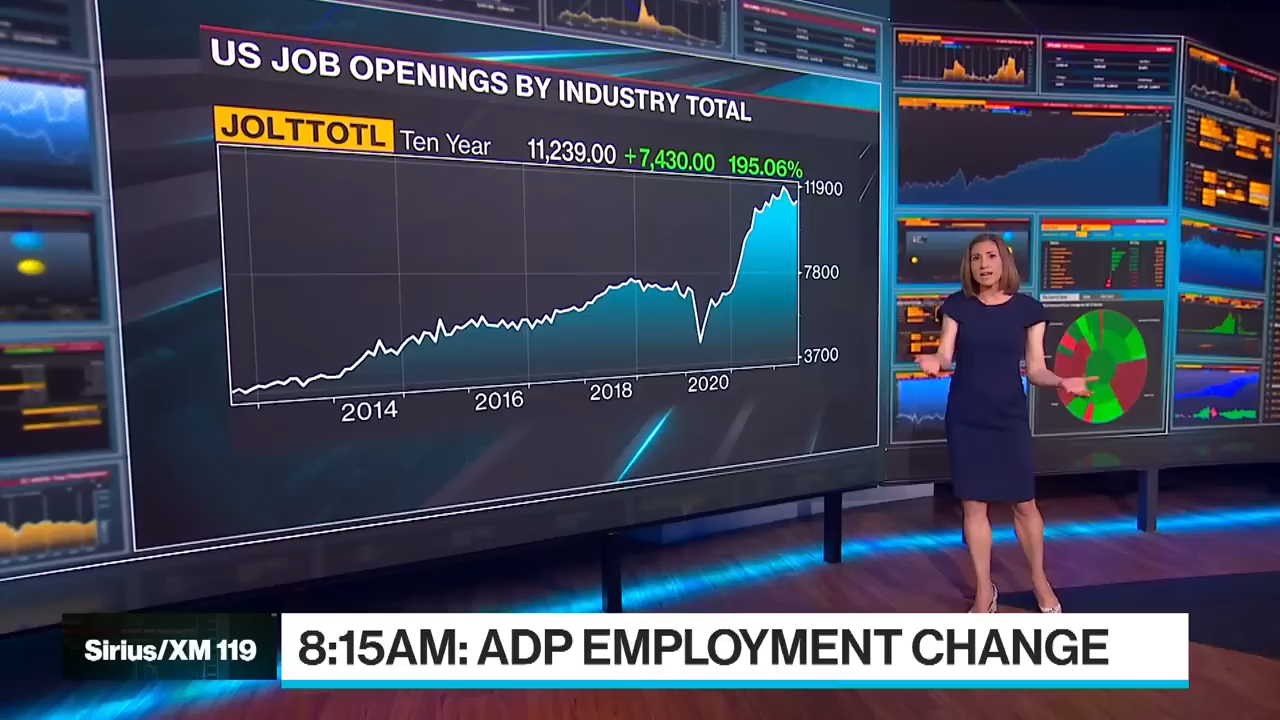 US JOB OPENINGS BY INDUSTRY TOTAL
JOLTTOTL Ten Year 11,239.00 +7,430.00 195.06%
11900
7800
3700
2014 2016 2018 2020
Sirius/XM 119
8:15AM: ADP EMPLOYMENT CHANGE